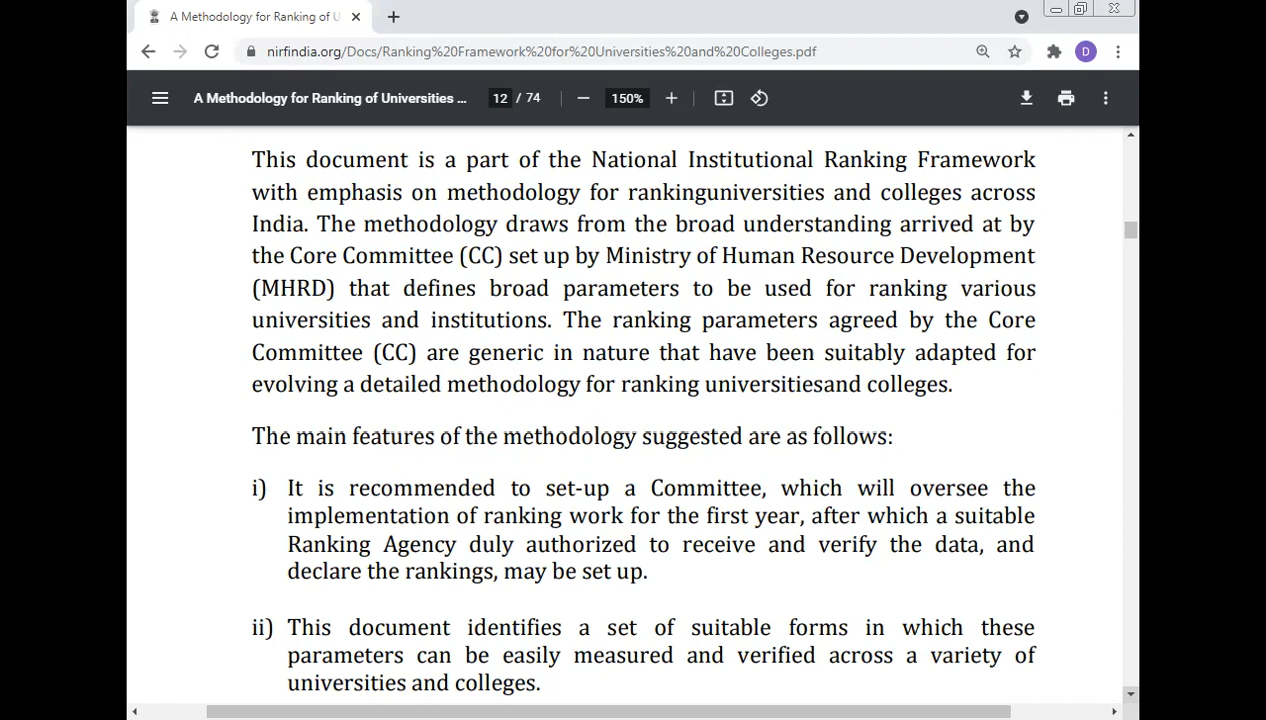 A Methodology for Ranking of U
nirfindia.org/Docs/Ranking%20Framework%20for%20Universities%20and%20Colleges.pdf
D
A Methodology for Ranking of Universities ...
12 / 74
150%
This document is a part of the National Institutional Ranking Framework
with emphasis on methodology for rankinguniversities and colleges across
India. The methodology draws from the broad understanding arrived at by
the Core Committee (CC) set up by Ministry of Human Resource Development
(MHRD) that defines broad parameters to be used for ranking various
universities and institutions. The ranking parameters agreed by the Core
Committee (CC) are generic in nature that have been suitably adapted for
evolving a detailed methodology for ranking universitiesand colleges.
The main features of the methodology suggested are as follows:
i) It is recommended to set-up a Committee, which will oversee the
implementation of ranking work for the first year, after which a suitable
Ranking Agency duly authorized to receive and verify the data, and
declare the rankings, may be set up.
ii) This document identifies a set of suitable forms in which these
parameters can be easily measured and verified across a variety of
universities and colleges.